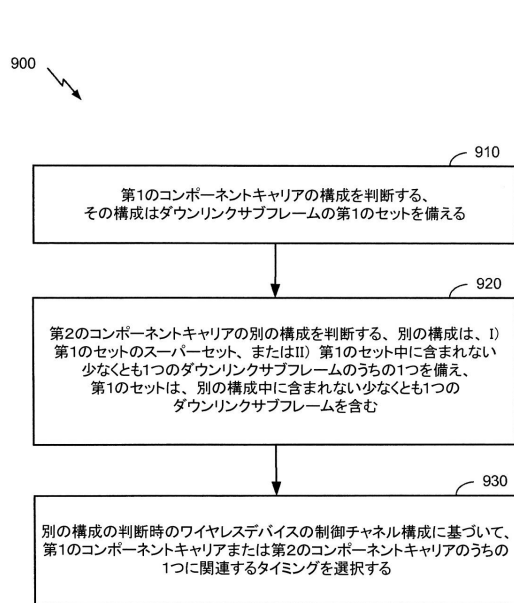 900
910
第1のコンポーネントキャリアの構成を判断する、
その構成はダウンリンクサブフレームの第1のセットを備える
920
第2のコンポーネントキャリアの別の構成を判断する、別の構成は、I)
第1のセットのスーパーセット、またはII) 第1のセット中に含まれない
少なくとも1つのダウンリンクサブフレームのうちの1つを備え、
第1のセットは、別の構成中に含まれない少なくとも1つの
ダウンリンクサブフレームを含む
930
別の構成の判断時のワイヤレスデバイスの制御チャネル構成に基づいて、
第1のコンポーネントキャリアまたは第2のコンポーネントキャリアのうちの
1つに関連するタイミングを選択する